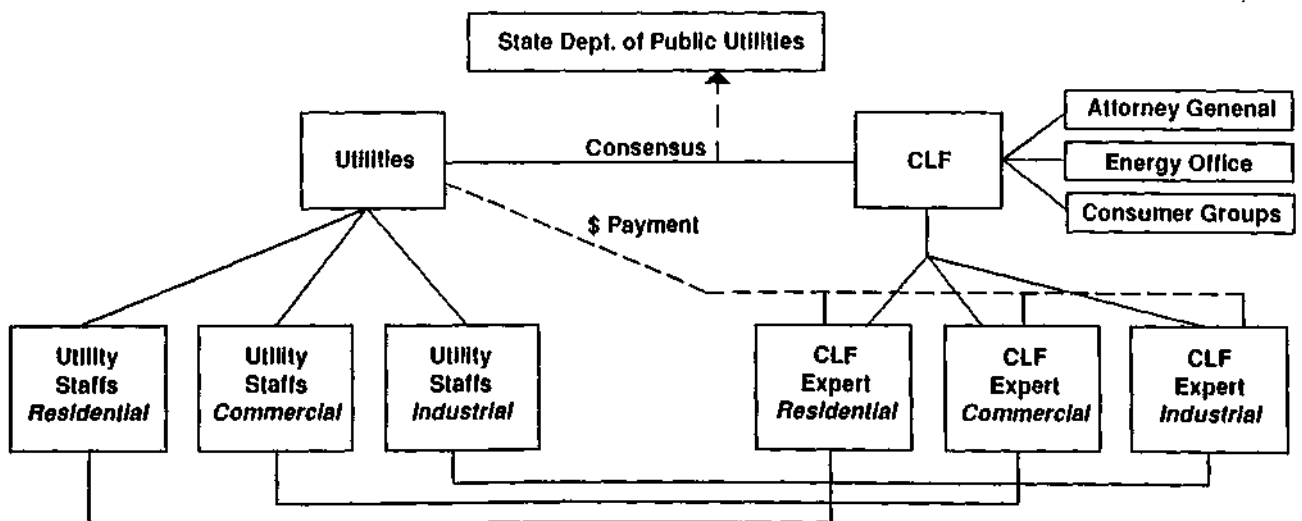 State Dept. of Public Utilities
Attorney Genenal
Utilities
Consensus
CLF
Energy Office
Consumer Groups
$ Payment
Utility
Staffs
Residential
Utility
Staffs
Commercial
Utility
Staffs
Industrial
CLF
Expert
Residential
CLF
Expert
Commercial
CLF
Expert
Industrial